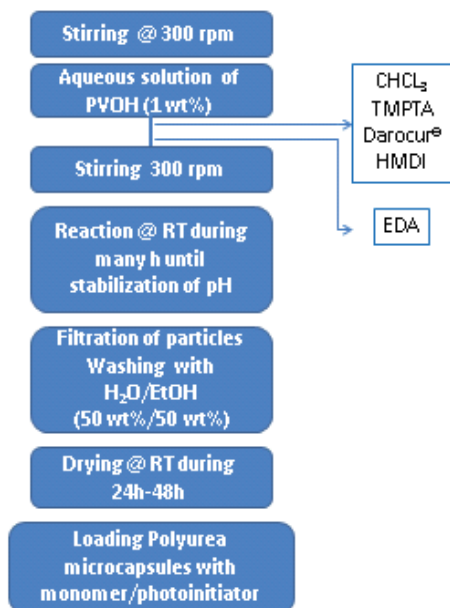 Stirring @ 300 rpm
Aqueous solution of
PVOH (1 wt%)
CHCL₃
TMPTA
Darocur®
HMDI
Stirring 300 rpm
EDA
Reaction @ RT during
many h until
stabilization of pH
Filtration of particles
Washing with
H₂O/EtOH
(50 wt%/50 wt%)
Drying @ RT during
24h-48h
Loading Polyurea
microcapsules with
monomer/photoinitiator